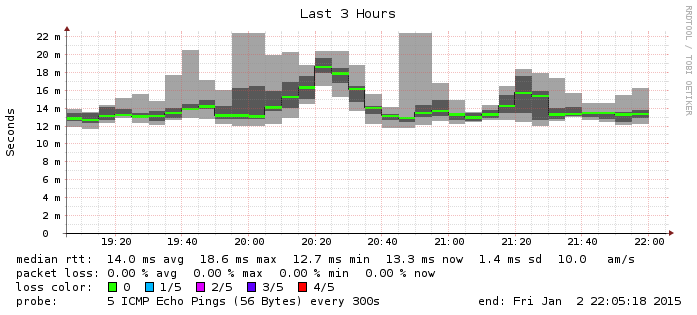 Last 3 Hours
RRDTOOL / TOBI OETIKER
Seconds
22 m
20 m
18 m
16 m
14 m
12 m
10 m
8 m
6 m
4 m
2 m
0
19:20 19:40 20:00 20:20 20:40 21:00 21:20 21:40 22:00
median rtt: 14.0 ms avg 18.6 ms max 12.7 ms min 13.3 ms now 1.4 ms sd 10.0 am/s
packet loss: 0.00 % avg 0.00 % max 0.00 % min 0.00 % now
loss color: 0 1/5 2/5 3/5 4/5
probe: 5 ICMP Echo Pings (56 Bytes) every 300s end: Fri Jan 2 22:05:18 2015